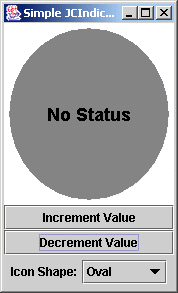 Simple JCIndic...
No Status
Increment Value
Decrement Value
Icon Shape: Oval